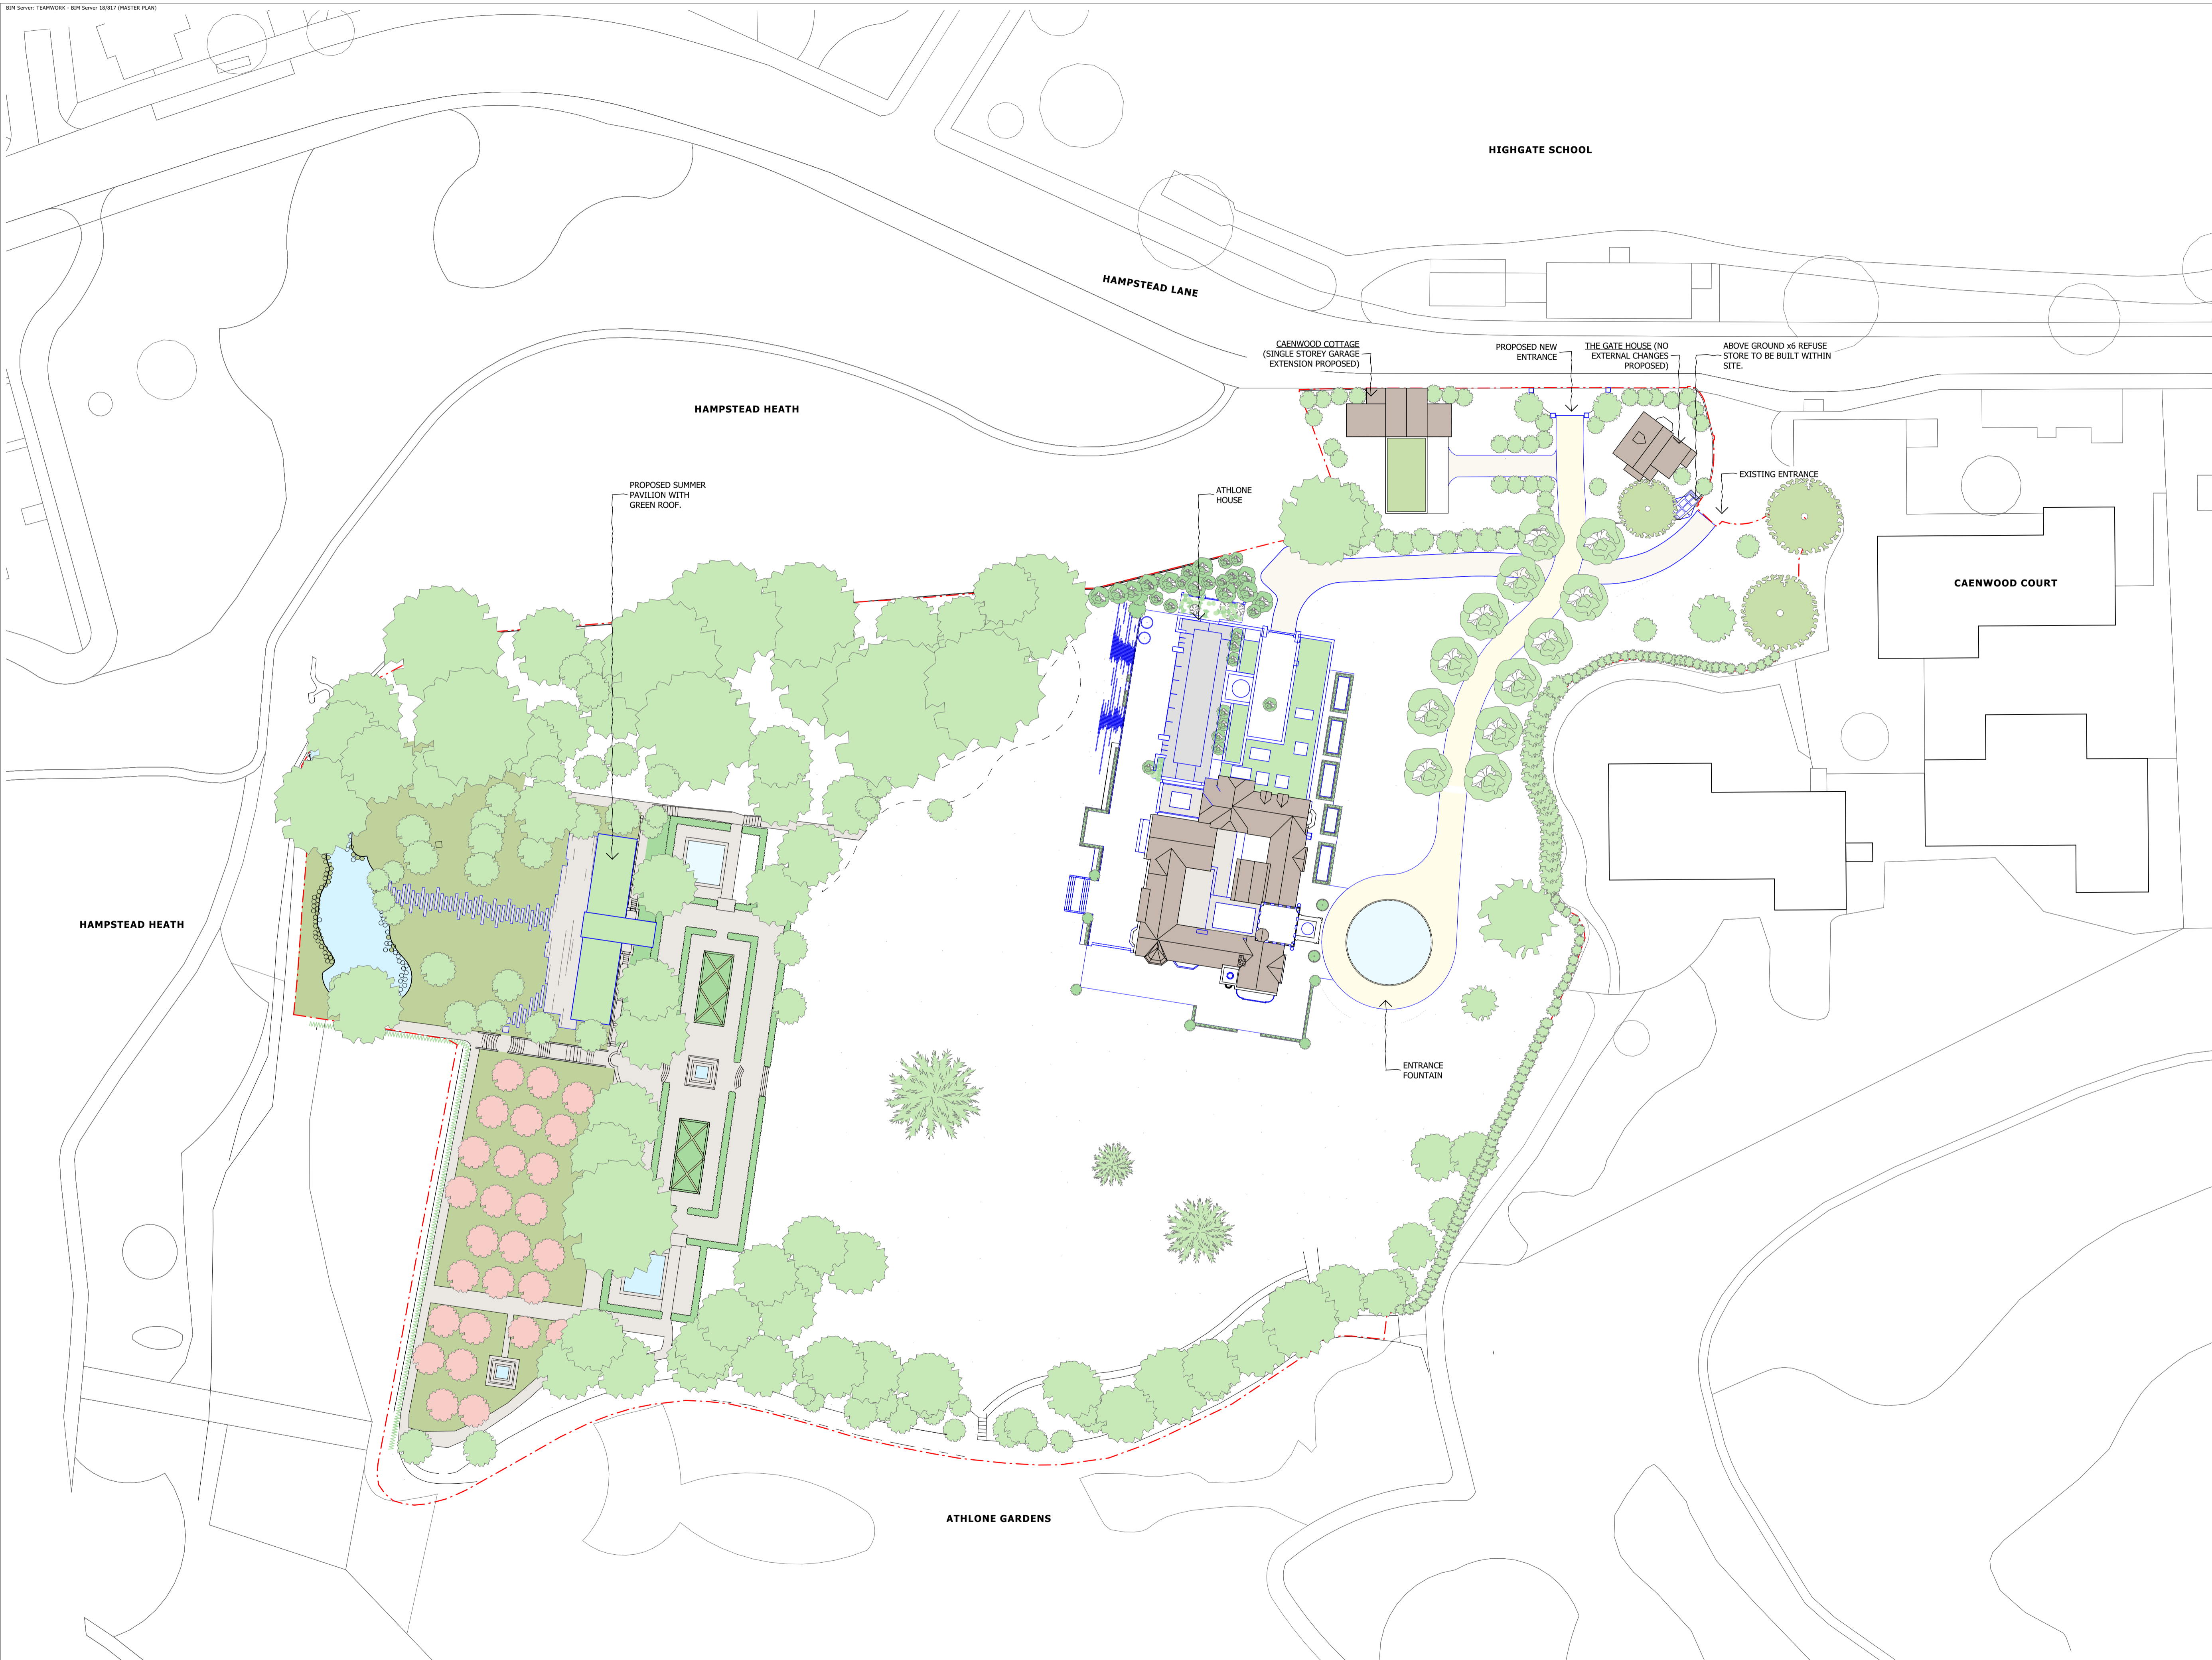 BIM Server: TEAMWORK - BIM Server 18/817 (MASTER PLAN)
HIGHGATE SCHOOL
HAMPSTEAD LANE
CAENWOOD COTTAGE
(SINGLE STOREY GARAGE
EXTENSION PROPOSED)
PROPOSED NEW
ENTRANCE
THE GATE HOUSE (NO
EXTERNAL CHANGES
PROPOSED)
ABOVE GROUND x6 REFUSE
STORE TO BE BUILT WITHIN
SITE.
HAMPSTEAD HEATH
EXISTING ENTRANCE
PROPOSED SUMMER
PAVILION WITH
GREEN ROOF.
ATHLONE
HOUSE
CAENWOOD COURT
HAMPSTEAD HEATH
ENTRANCE
FOUNTAIN
ATHLONE GARDENS